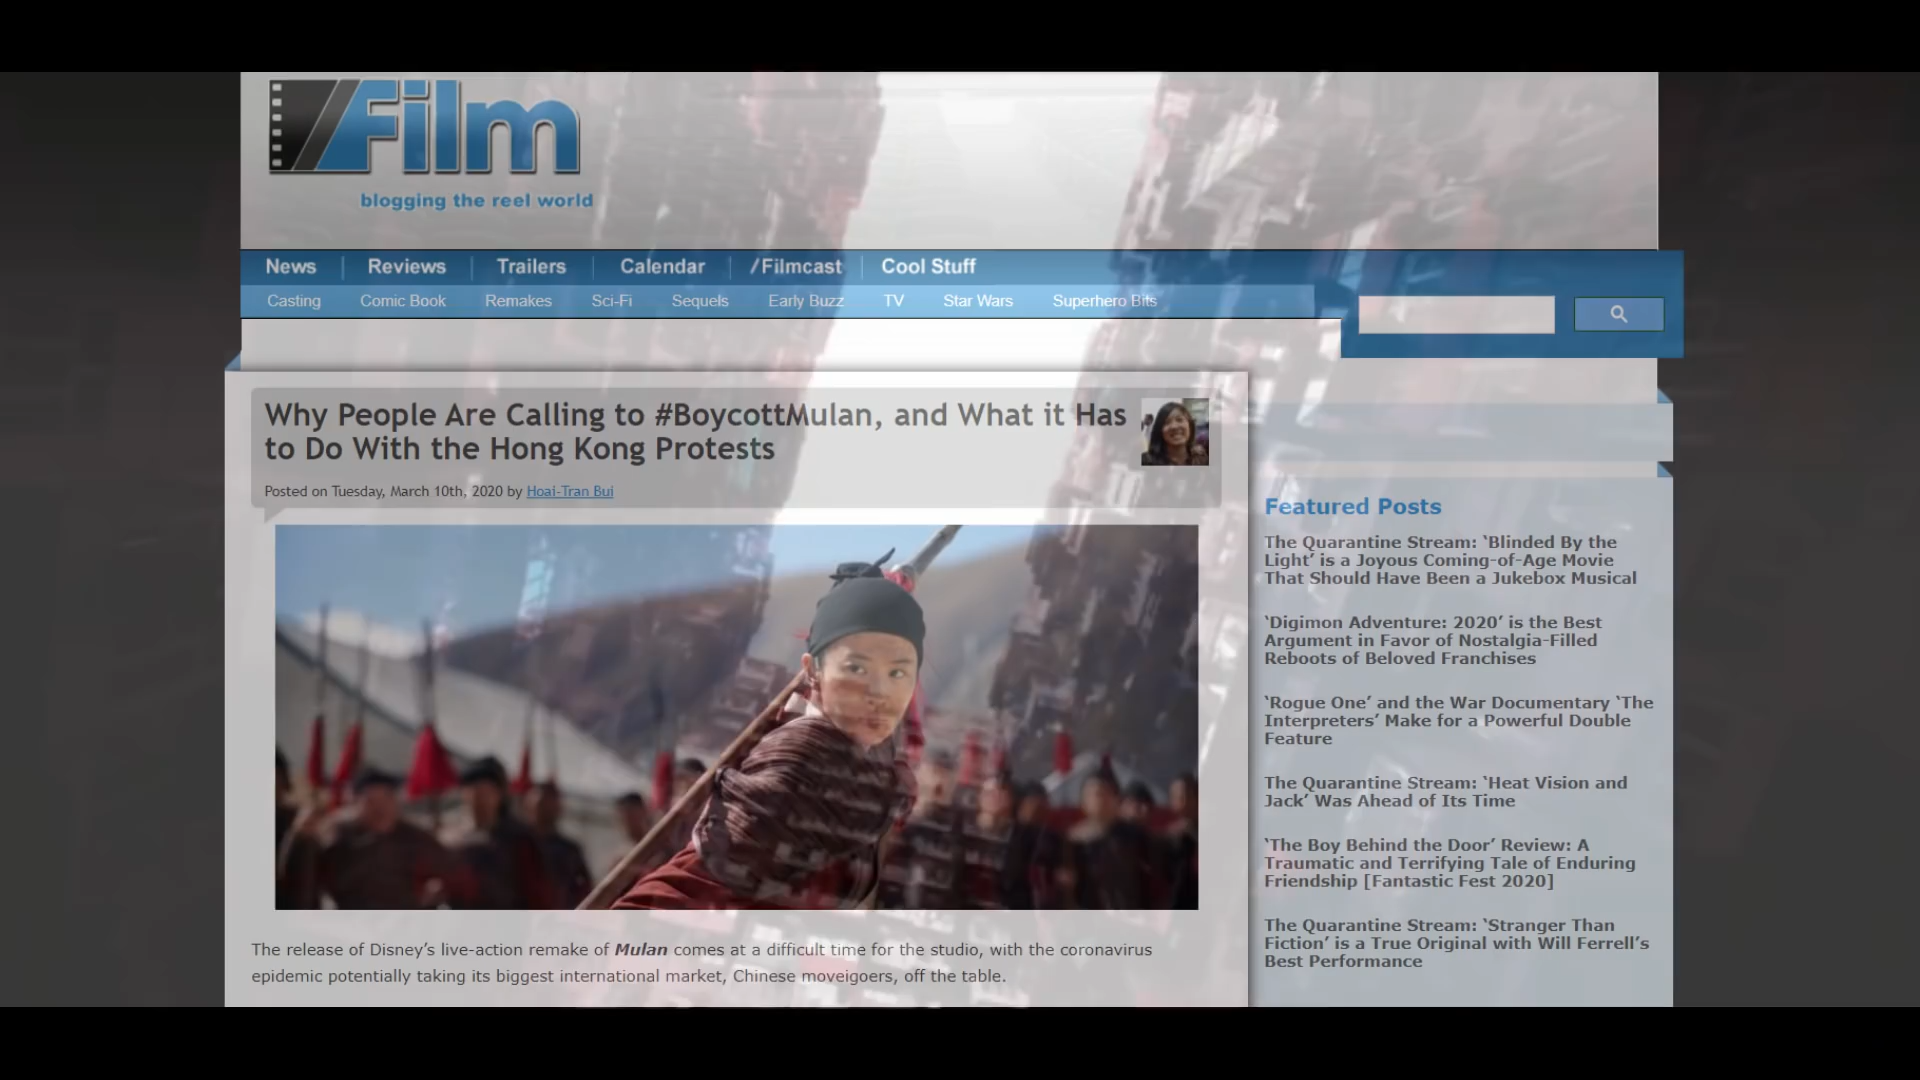 /Film
blogging the reel world
News Reviews Trailers Calendar /Filmcast Cool Stuff
Casting Comic Book Remakes Sci-Fi Sequels Early Buzz TV Star Wars Superhero Bits
Why People Are Calling to #BoycottMulan, and What it Has
to Do With the Hong Kong Protests
Posted on Tuesday, March 10th, 2020 by Hoai-Tran Bui
The release of Disney’s live-action remake of Mulan comes at a difficult time for the studio, with the coronavirus
epidemic potentially taking its biggest international market, Chinese moveigoers, off the table.
Featured Posts
The Quarantine Stream: ‘Blinded By the
Light’ is a Joyous Coming-of-Age Movie
That Should Have Been a Jukebox Musical
‘Digimon Adventure: 2020’ is the Best
Argument in Favor of Nostalgia-Filled
Reboots of Beloved Franchises
‘Rogue One’ and the War Documentary ‘The
Interpreters’ Make for a Powerful Double
Feature
The Quarantine Stream: ‘Heat Vision and
Jack’ Was Ahead of Its Time
‘The Boy Behind the Door’ Review: A
Traumatic and Terrifying Tale of Enduring
Friendship [Fantastic Fest 2020]
The Quarantine Stream: ‘Stranger Than
Fiction’ is a True Original with Will Ferrell’s
Best Performance